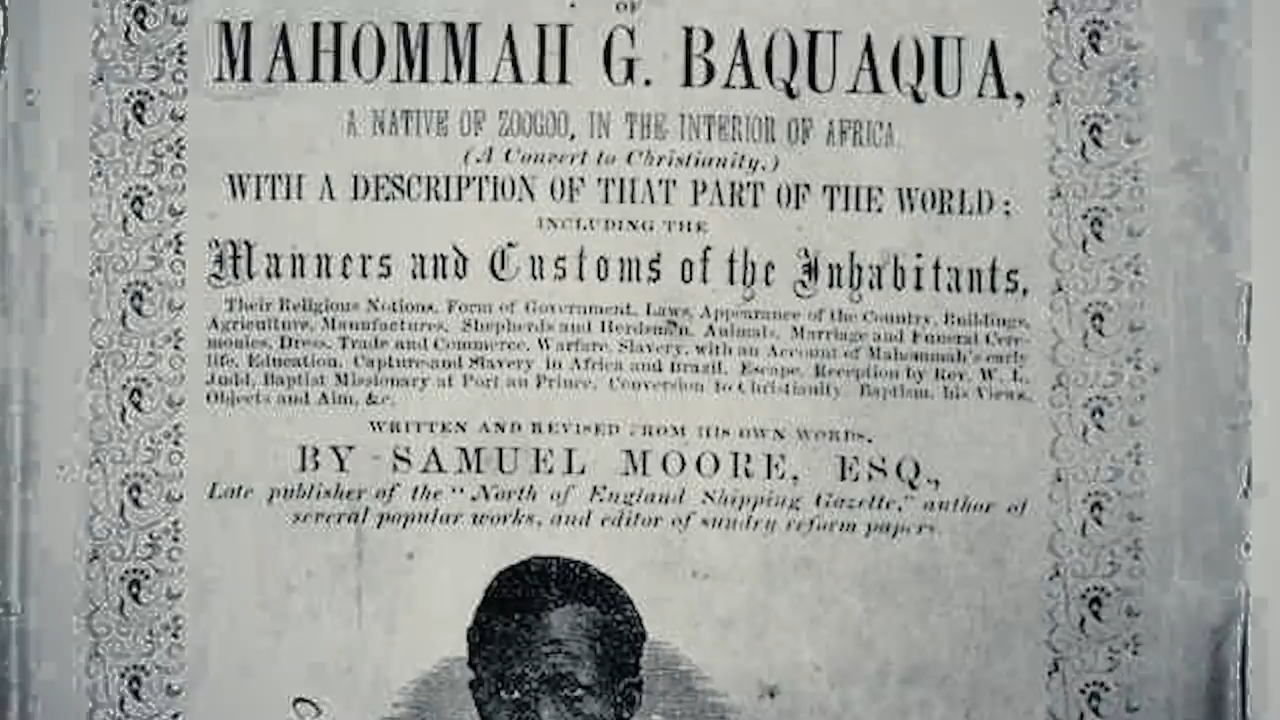 OF
MAHOMMAH G. BAQUAQUA,
A NATIVE OF ZOOGOO, IN THE INTERIOR OF AFRICA.
(A Convert to Christianity.)
WITH A DESCRIPTION OF THAT PART OF THE WORLD;
INCLUDING THE
Manners and Customs of the Inhabitants,
Their Religious Notions, Form of Government, Laws, Appearance of the Country, Buildings,
Agriculture, Manufactures, Shepherds and Herdsmen, Animals, Marriage and Funeral Cere-
monies, Dress, Trade and Commerce, Warfare, Slavery, with an Account of Mahommah's early
life, Education, Capture and Slavery in Africa and Brazil, Escape, Reception by Rev. W. L.
Judd, Baptist Missionary at Port au Prince, Conversion to Christianity Baptism, his Views,
Objects and Aim, &c.
WRITTEN AND REVISED FROM HIS OWN WORDS,
BY SAMUEL MOORE, ESQ.,
Late publisher of the "North of England Shipping Gazette," author of
several popular works, and editor of sundry reform papers.